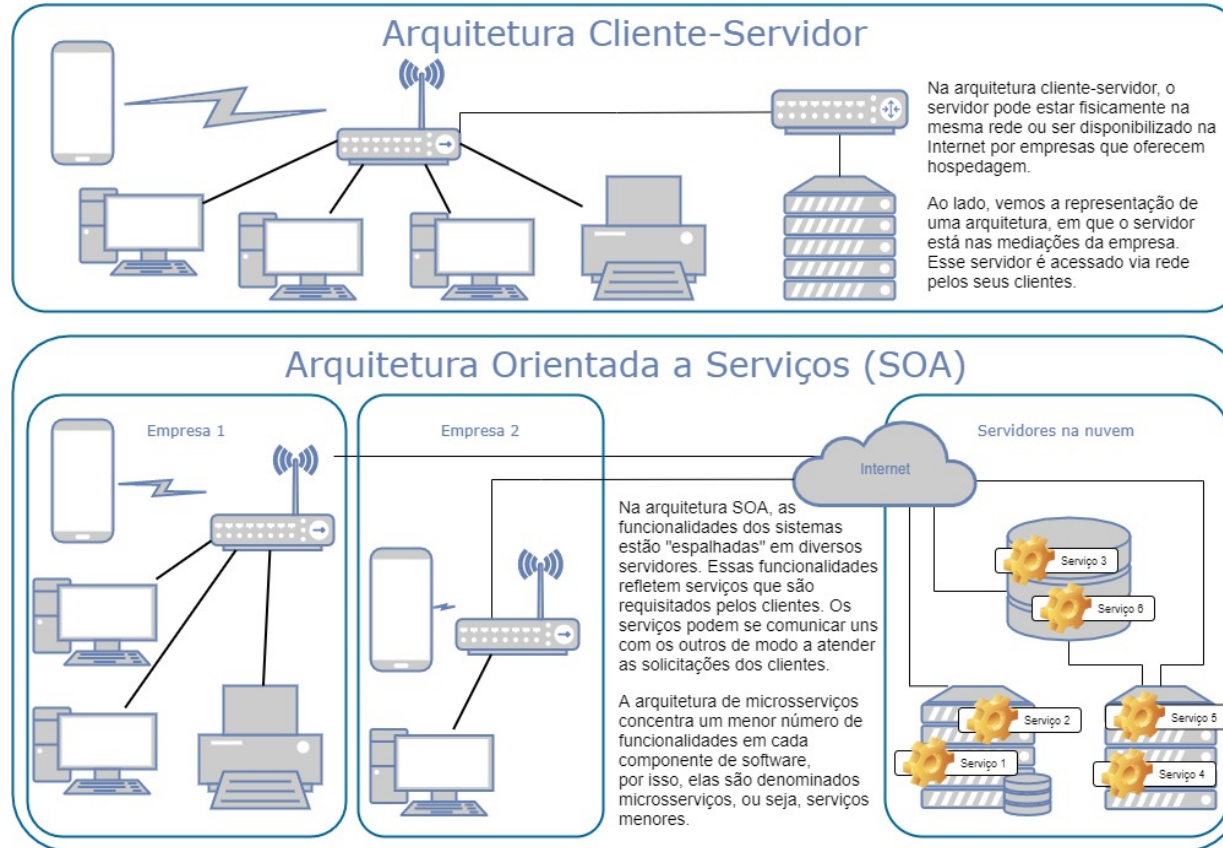 Arquitetura Cliente-Servidor
Na arquitetura cliente-servidor, o
servidor pode estar fisicamente na
mesma rede ou ser disponibilizado na
Internet por empresas que oferecem
hospedagem.
Ao lado, vemos a representação de
uma arquitetura, em que o servidor
está nas mediações da empresa.
Esse servidor é acessado via rede
pelos seus clientes.
Arquitetura Orientada a Serviços (SOA)
Empresa 1
Empresa 2
Servidores na nuvem
Internet
Na arquitetura SOA, as
funcionalidades dos sistemas
estão "espalhadas" em diversos
servidores. Essas funcionalidades
refletem serviços que são
requisitados pelos clientes. Os
serviços podem se comunicar uns
com os outros de modo a atender
as solicitações dos clientes.
A arquitetura de microsserviços
concentra um menor número de
funcionalidades em cada
componente de software,
por isso, elas são denominados
microsserviços, ou seja, serviços
menores.
Serviço 3
Serviço 6
Serviço 2
Serviço 1
Serviço 5
Serviço 4